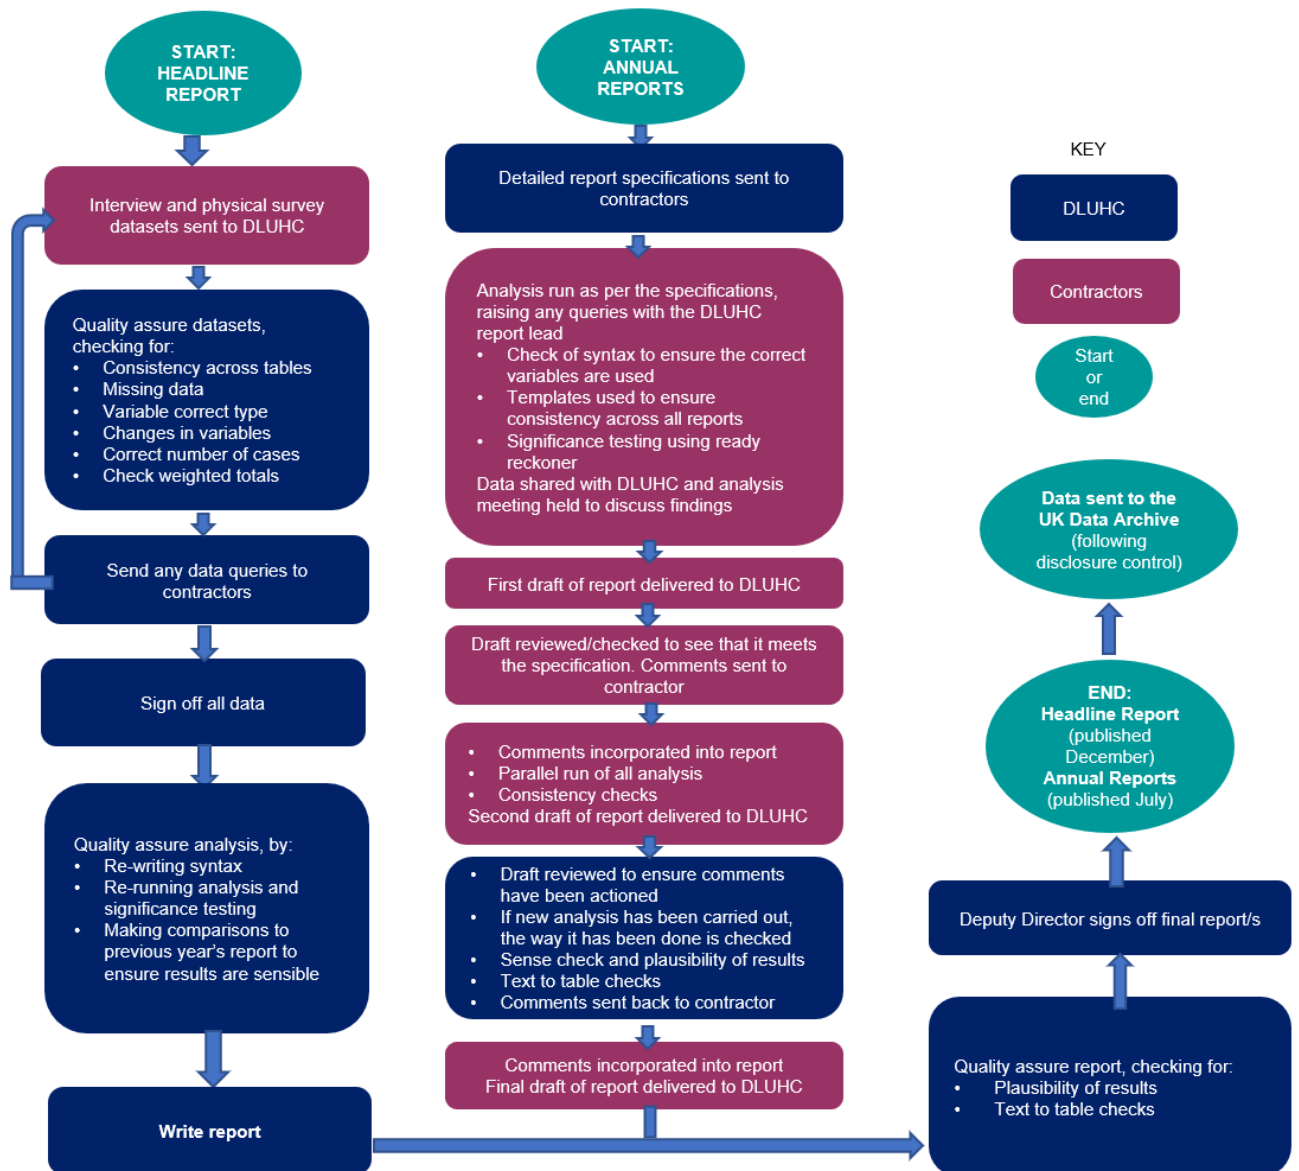 START:
HEADLINE
REPORT
Interview and physical survey
datasets sent to DLUHC
Quality assure datasets,
checking for:
• Consistency across tables
• Missing data
• Variable correct type
• Changes in variables
• Correct number of cases
• Check weighted totals
Send any data queries to
contractors
Sign off all data
Quality assure analysis, by:
• Re-writing syntax
• Re-running analysis and
significance testing
• Making comparisons to
previous year's report to
ensure results are sensible
Write report
START:
ANNUAL
REPORTS
Detailed report specifications sent to
contractors
Analysis run as per the specifications,
raising any queries with the DLUHC
report lead
• Check of syntax to ensure the correct
variables are used
• Templates used to ensure
consistency across all reports
• Significance testing using ready
reckoner
Data shared with DLUHC and analysis
meeting held to discuss findings
First draft of report delivered to DLUHC
Draft reviewed/checked to see that it meets
the specification. Comments sent to
contractor
• Comments incorporated into report
• Parallel run of all analysis
• Consistency checks
Second draft of report delivered to DLUHC
• Draft reviewed to ensure comments
have been actioned
• If new analysis has been carried out,
the way it has been done is checked
• Sense check and plausibility of results
• Text to table checks
• Comments sent back to contractor
Comments incorporated into report
Final draft of report delivered to DLUHC
KEY
DLUHC
Contractors
Start
or
end
Data sent to the
UK Data Archive
(following
disclosure control)
END:
Headline Report
(published
December)
Annual Reports
(published July)
Deputy Director signs off final report/s
Quality assure report, checking for:
• Plausibility of results
• Text to table checks